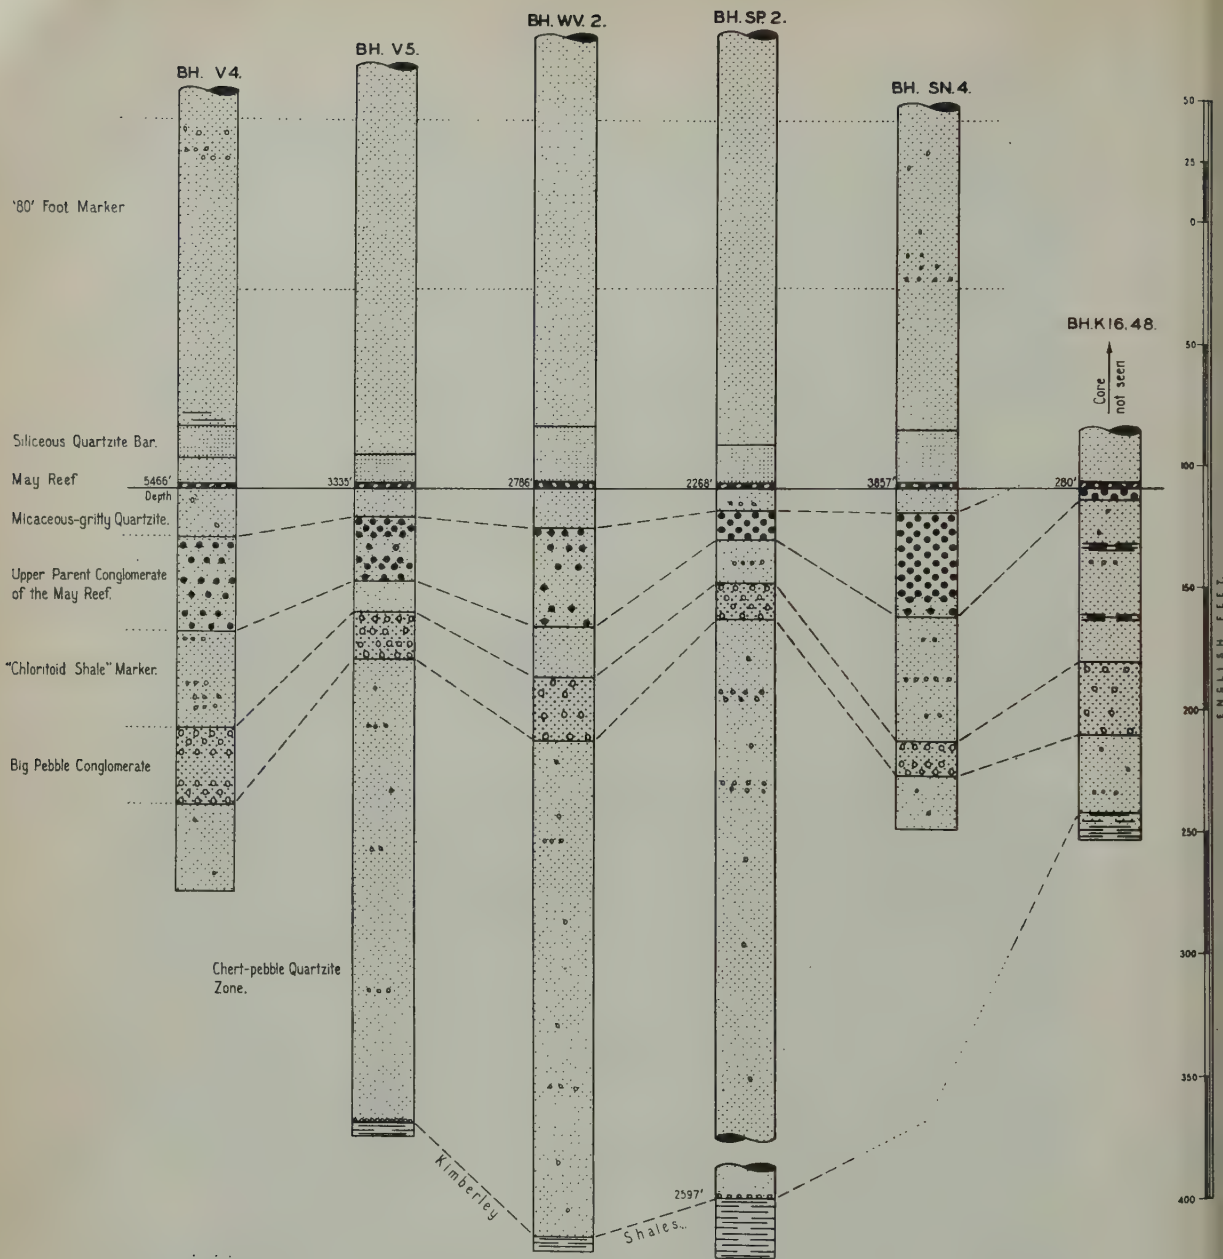 BH. V4.
BH. V5.
BH. WV. 2.
BH. SP. 2.
BH. SN. 4.
BH. K16. 48.
Core
not seen
'80' Foot Marker
Siliceous Quartzite Bar.
May Reef
5466'
Depth
3335'
2786'
2268'
3857'
280'
Micaceous-gritty Quartzite.
Upper Parent Conglomerate
of the May Reef.
"Chloritoid Shale" Marker.
Big Pebble Conglomerate
Chert-pebble Quartzite
Zone.
Kimberley
Shales.
2597'
50
25
0
50
100
150
200
250
300
350
400
ENGLISH FEET.